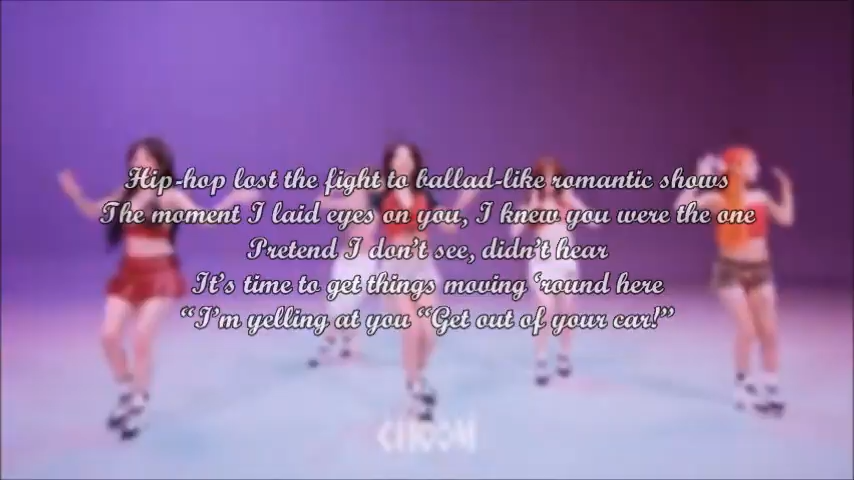 Hip-hop lost the fight to ballad-like romantic shows
The moment I laid eyes on you, I knew you were the one
Pretend I don't see, didn't hear
It's time to get things moving 'round here
“I'm yelling at you “Get out of your car!”
CHOOM